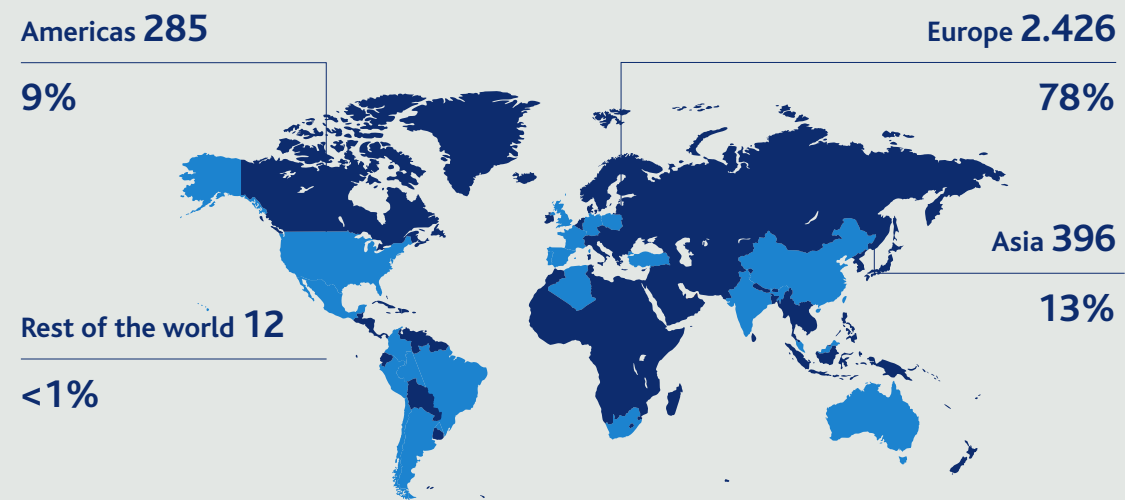 Americas 285
9%
Europe 2.426
78%
Asia 396
13%
Rest of the world 12
<1%